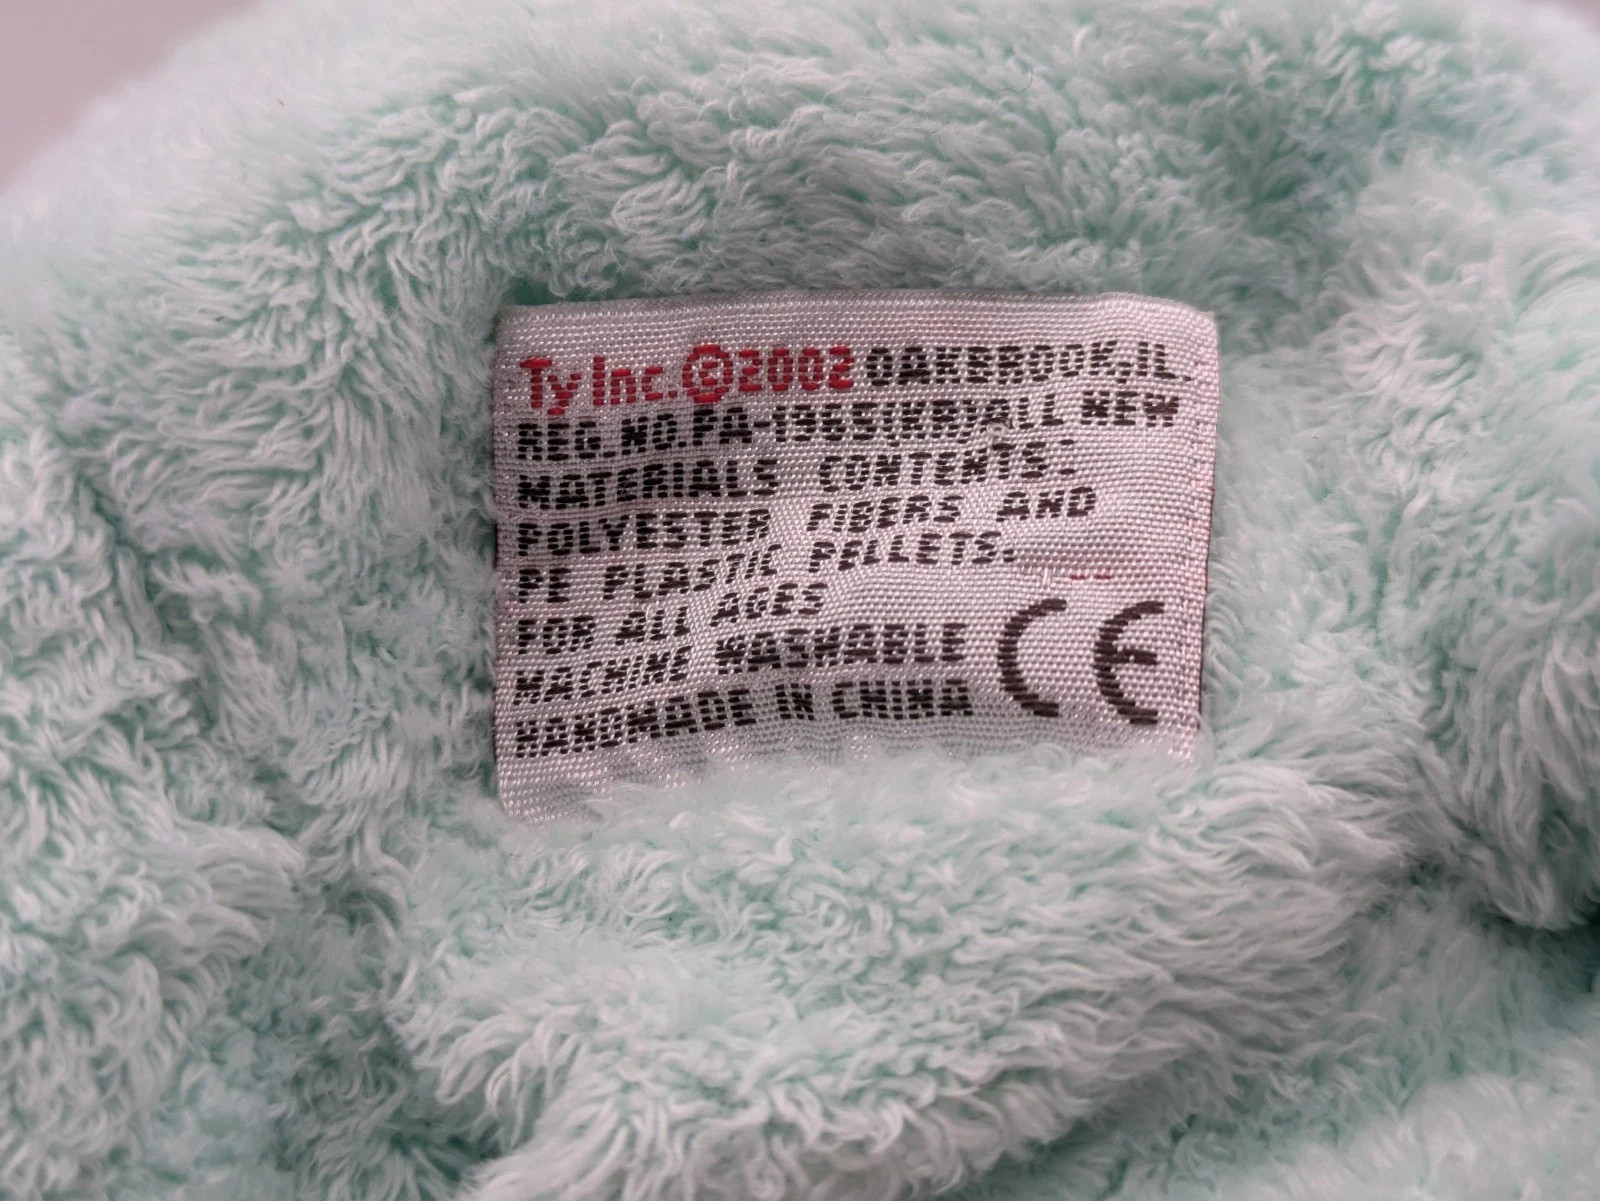 Ty Inc. © 2002 OAKBROOK, IL.
REG. NO. PA-1965(KR) ALL NEW
MATERIALS CONTENTS:
POLYESTER FIBERS AND
PE PLASTIC PELLETS.
FOR ALL AGES
MACHINE WASHABLE
HANDMADE IN CHINA
CE